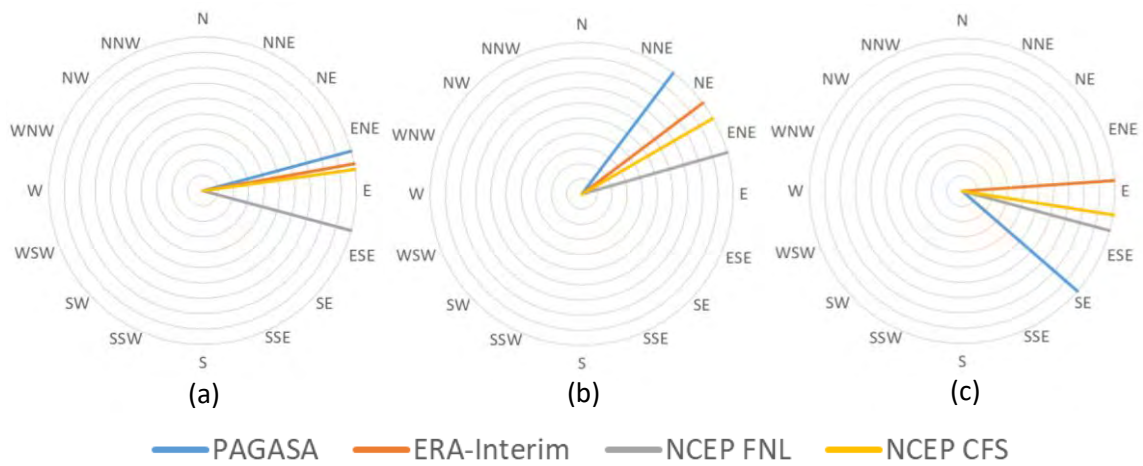 N
NNW NNE
NW NE
WNW ENE
W E
WSW ESE
SW SE
SSW SSE
S
(a)
N
NNW NNE
NW NE
WNW ENE
W E
WSW ESE
SW SE
SSW SSE
S
(b)
N
NNW NNE
NW NE
WNW ENE
W E
WSW ESE
SW SE
SSW SSE
S
(c)
PAGASA ERA-Interim NCEP FNL NCEP CFS